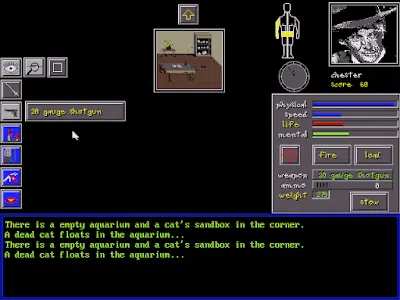 chester
score 60
20 gauge Shotgun
physical
speed
life
mental
fire
load
weapon 20 gauge Shotgun
ammo 0
weight 275
stow
There is a empty aquarium and a cat's sandbox in the corner.
A dead cat floats in the aquarium...
There is a empty aquarium and a cat's sandbox in the corner.
A dead cat floats in the aquarium...